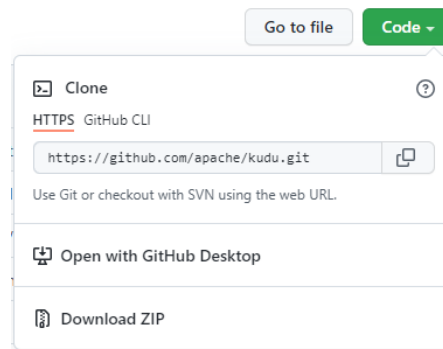 Go to file
Code
Clone
HTTPS GitHub CLI
https://github.com/apache/kudu.git
Use Git or checkout with SVN using the web URL.
Open with GitHub Desktop
Download ZIP